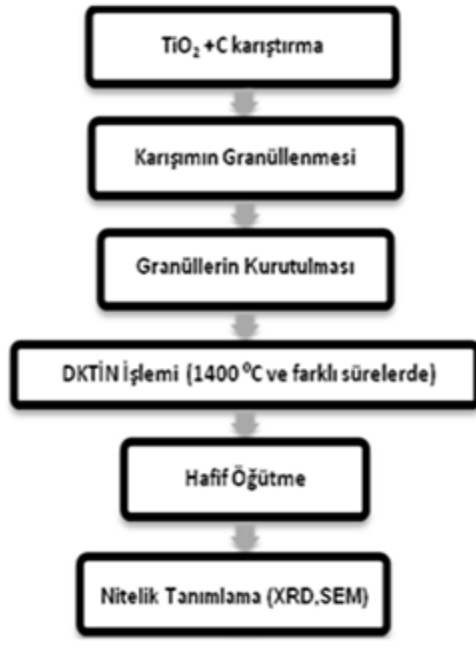 TiO₂ +C karıştırma
Karışımın Granüllenmesi
Granüllerin Kurutulması
DKTİN İşlemi (1400 ⁰C ve farklı sürelerde)
Hafif Öğütme
Nitelik Tanımlama (XRD,SEM)